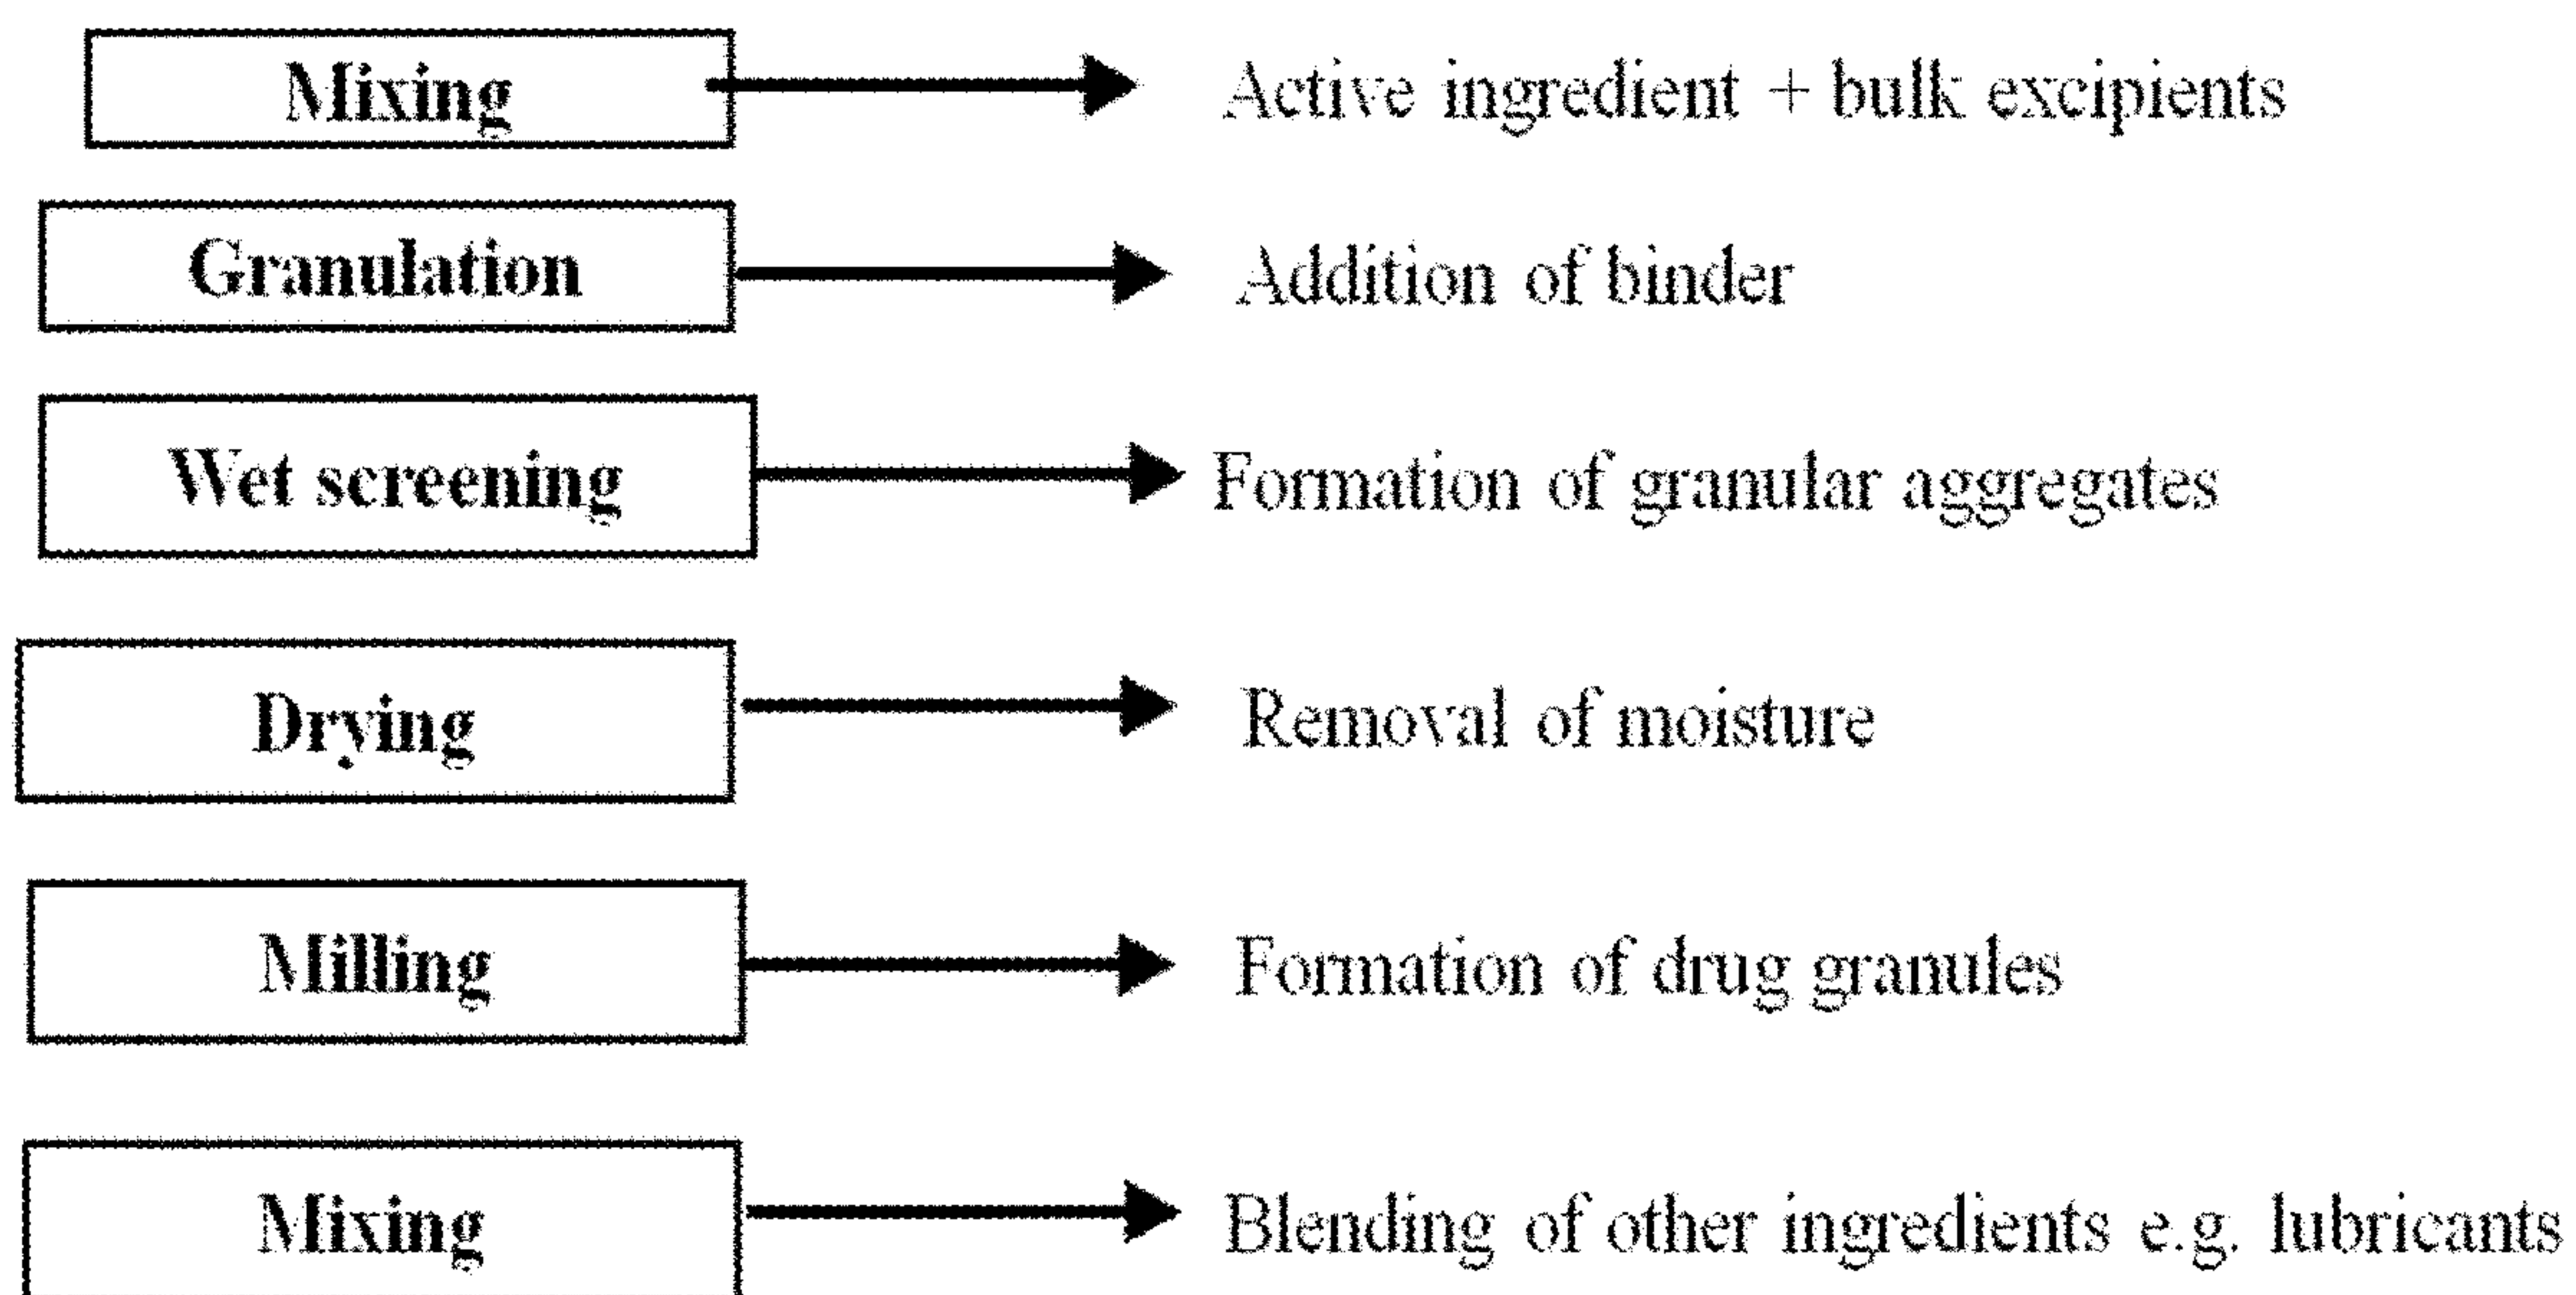 Mixing Active ingredient + bulk excipients
Granulation Addition of binder
Wet screening Formation of granular aggregates
Drying Removal of moisture
Milling Formation of drug granules
Mixing Blending of other ingredients e.g. lubricants